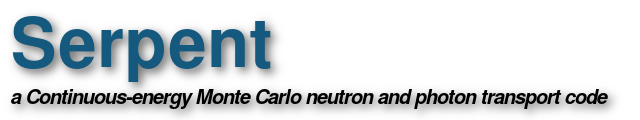 Serpent
a Continuous-energy Monte Carlo neutron and photon transport code